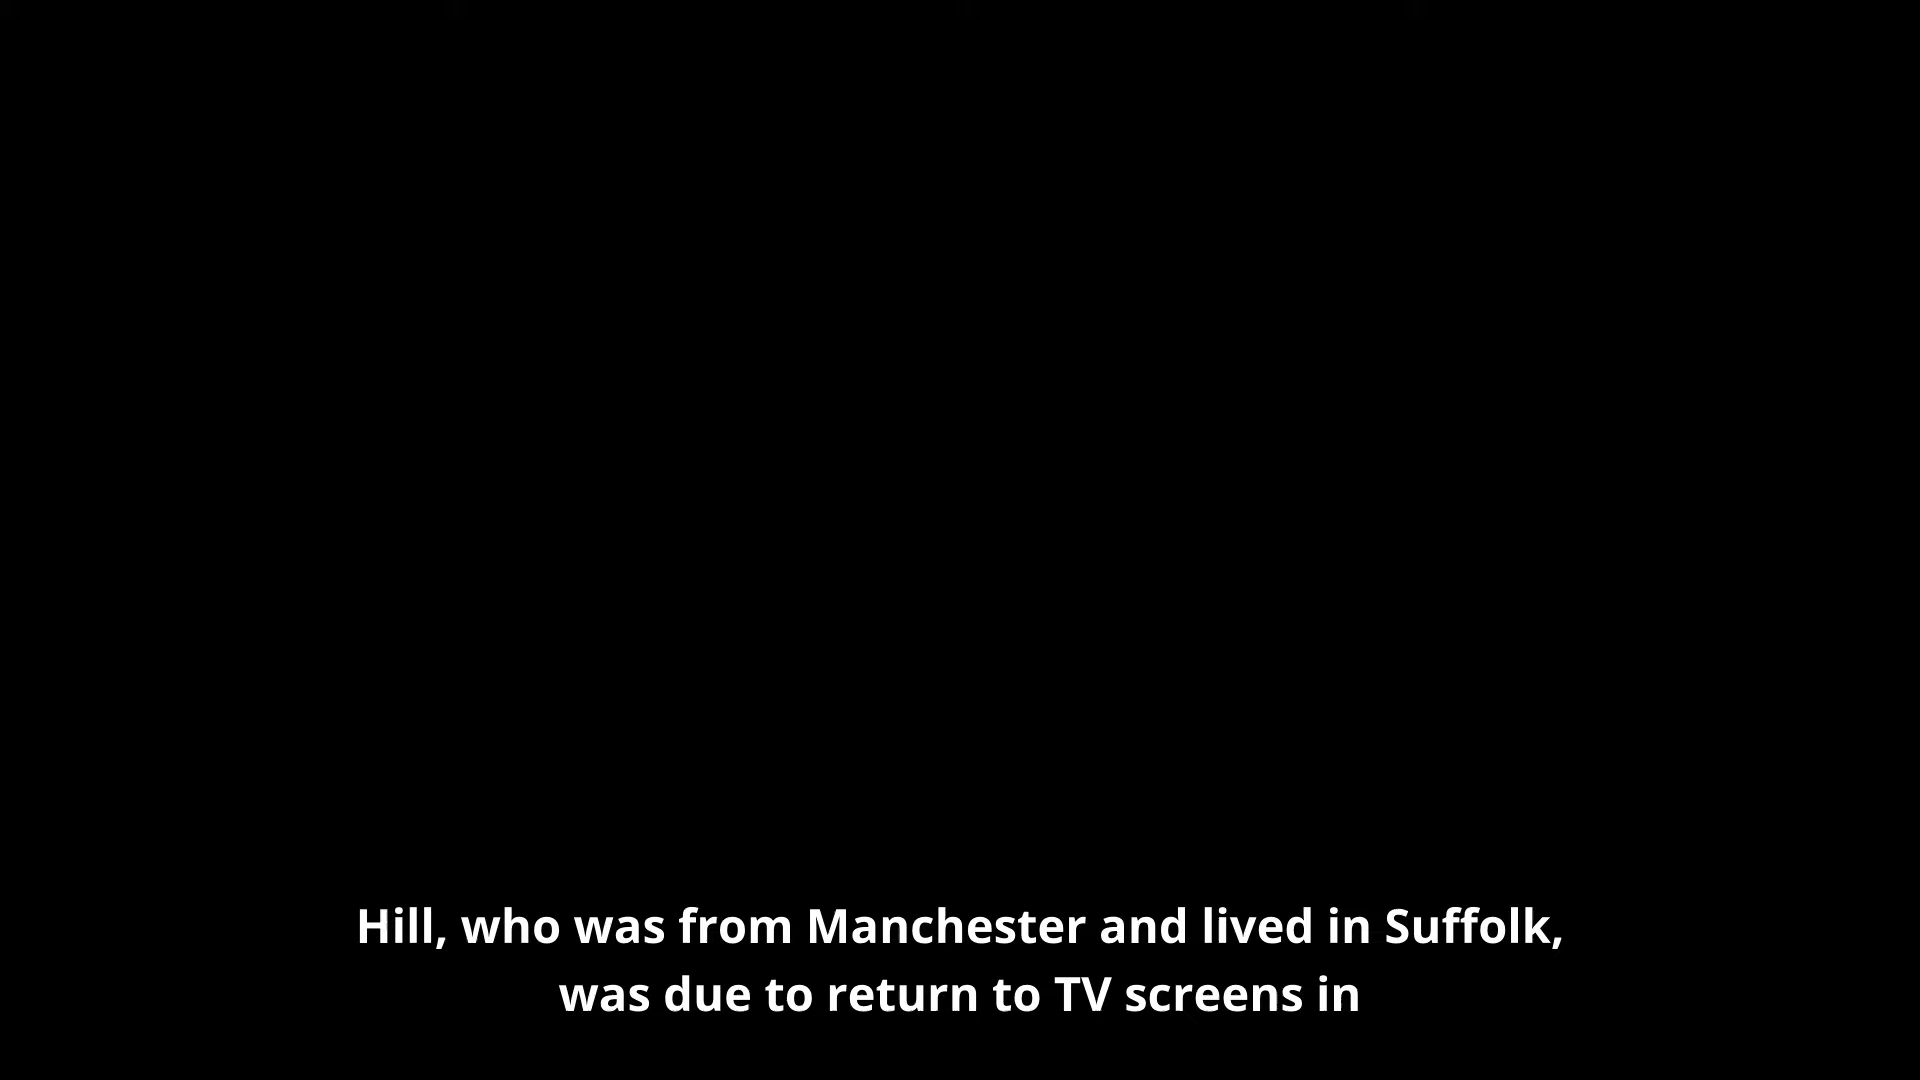 Hill, who was from Manchester and lived in Suffolk,
was due to return to TV screens in